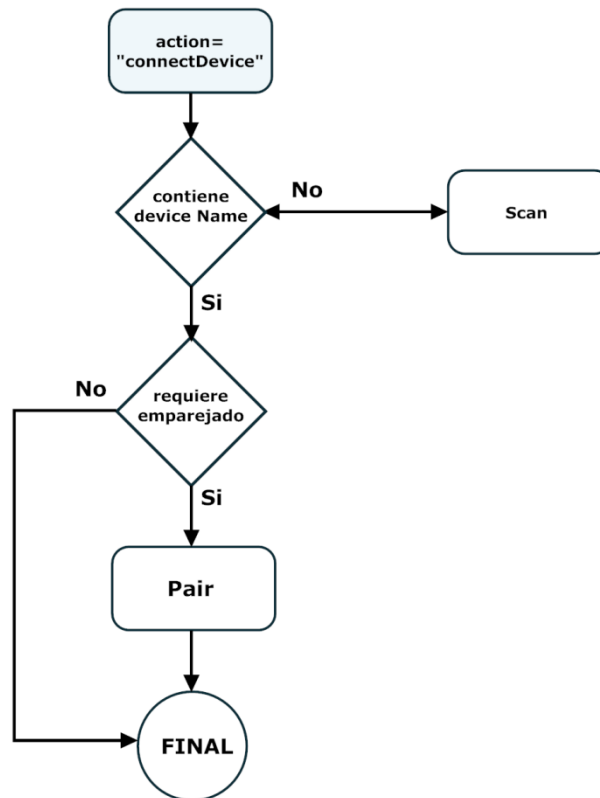 action=
"connectDevice"
contiene
device Name
No
Scan
Si
No
requiere
emparejado
Si
Pair
FINAL